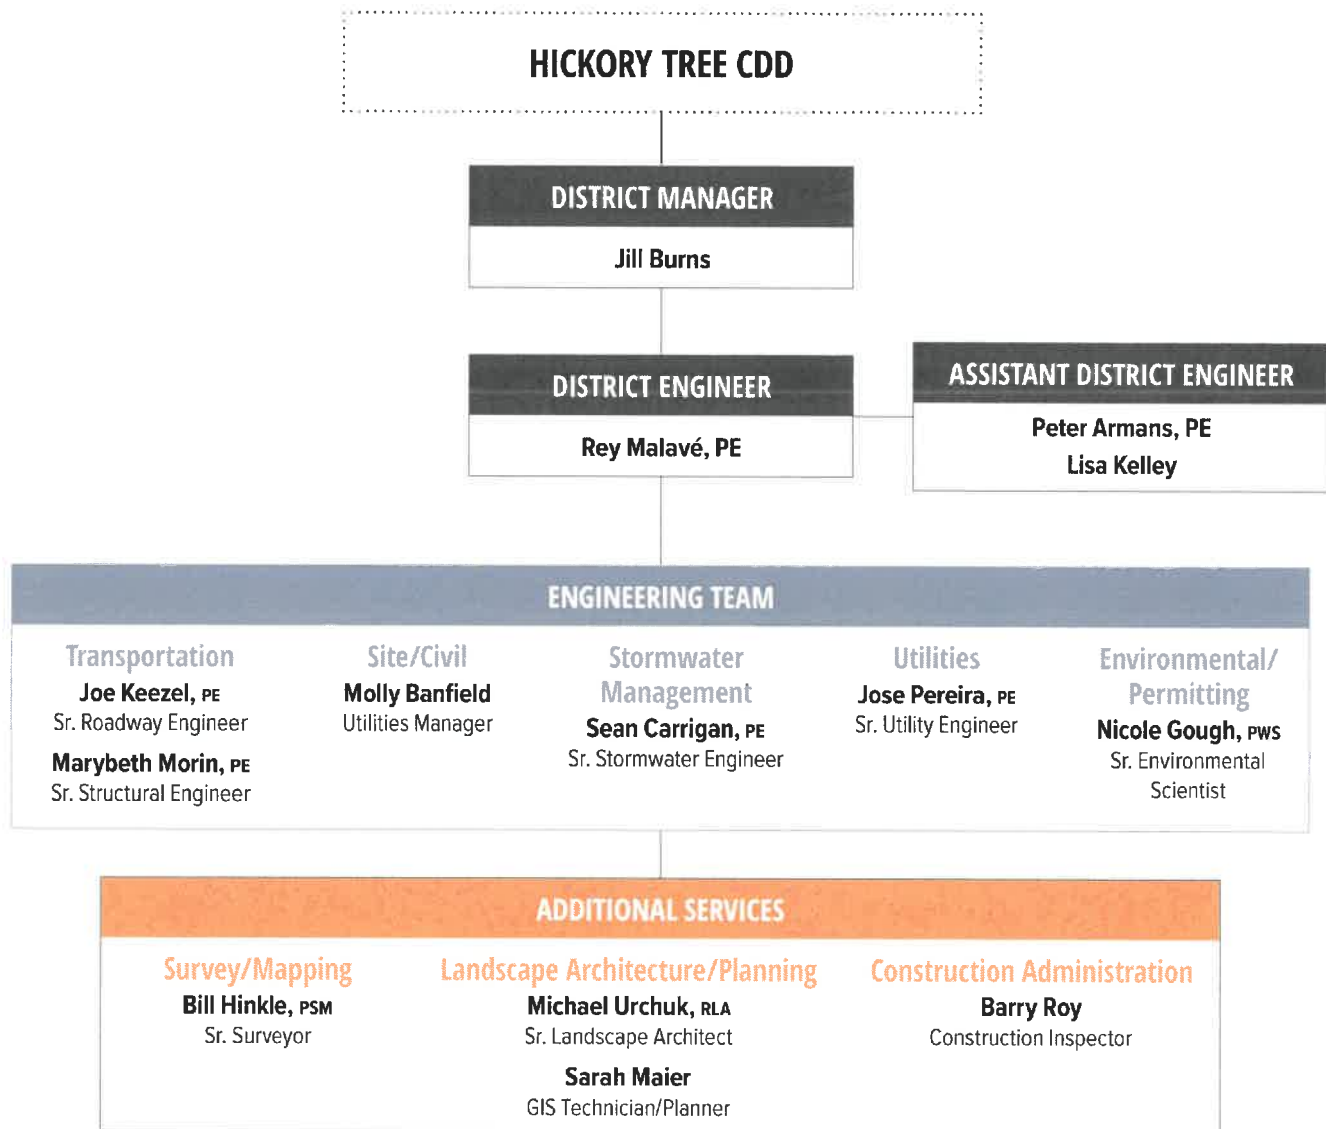 HICKORY TREE CDD
DISTRICT MANAGER
Jill Burns
DISTRICT ENGINEER
Rey Malavé, PE
ASSISTANT DISTRICT ENGINEER
Peter Armans, PE
Lisa Kelley
ENGINEERING TEAM
Transportation
Joe Keezel, PE
Sr. Roadway Engineer
Marybeth Morin, PE
Sr. Structural Engineer
Site/Civil
Molly Banfield
Utilities Manager
Stormwater
Management
Sean Carrigan, PE
Sr. Stormwater Engineer
Utilities
Jose Pereira, PE
Sr. Utility Engineer
Environmental/
Permitting
Nicole Gough, PWS
Sr. Environmental
Scientist
ADDITIONAL SERVICES
Survey/Mapping
Bill Hinkle, PSM
Sr. Surveyor
Landscape Architecture/Planning
Michael Urchuk, RLA
Sr. Landscape Architect
Sarah Maier
GIS Technician/Planner
Construction Administration
Barry Roy
Construction Inspector